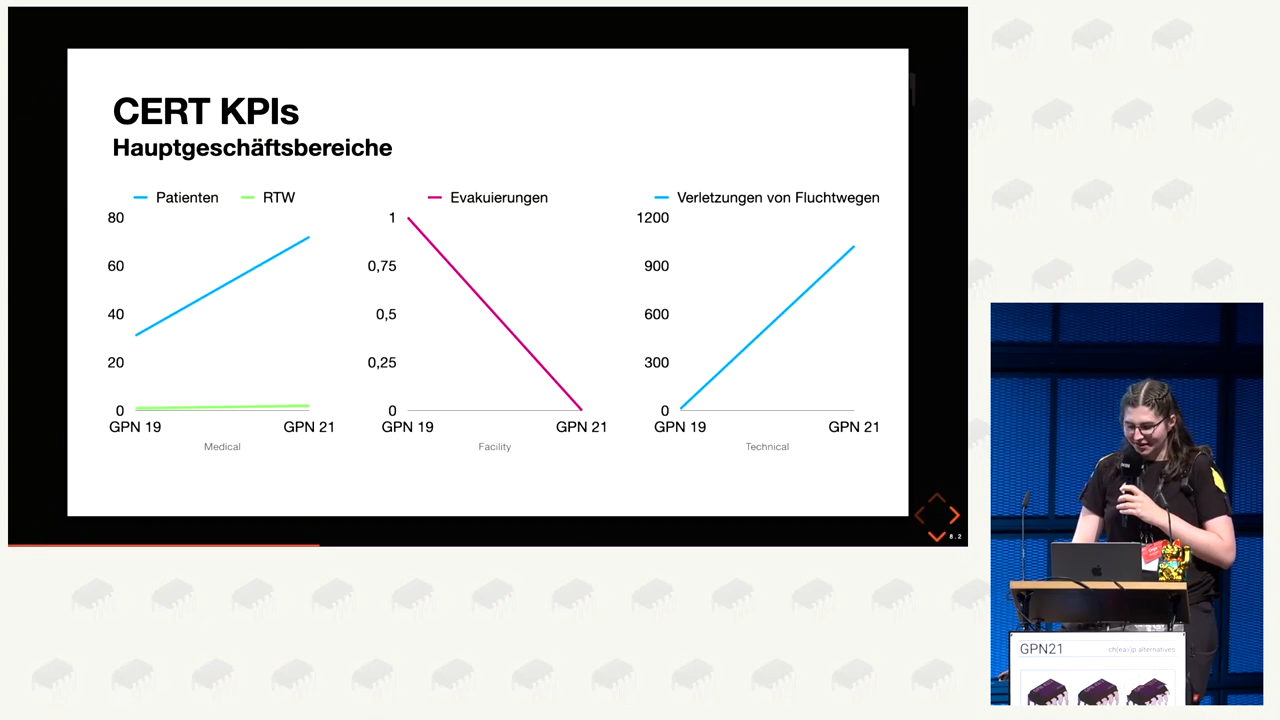 CERT KPIs
Hauptgeschäftsbereiche
Patienten RTW
80
60
40
20
0
GPN 19 GPN 21
Medical
Evakuierungen
1
0,75
0,5
0,25
0
GPN 19 GPN 21
Facility
Verletzungen von Fluchtwegen
1200
900
600
300
0
GPN 19 GPN 21
Technical
8.2
GPN21 ch(eax)p alternatives